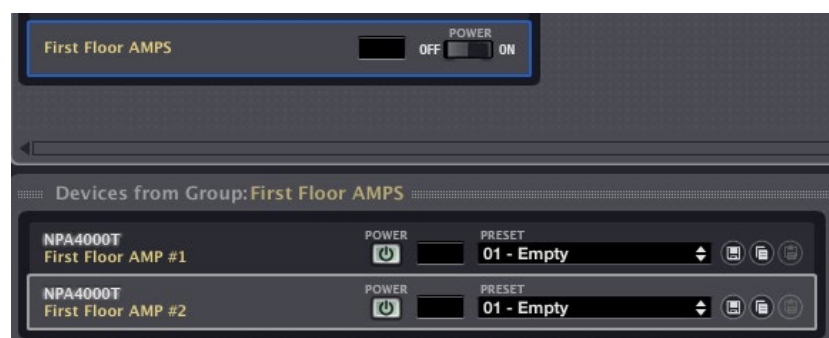 First Floor AMPS
POWER
OFF ON
Devices from Group:First Floor AMPS
NPA4000T
First Floor AMP #1
POWER
PRESET
01 - Empty
NPA4000T
First Floor AMP #2
POWER
PRESET
01 - Empty